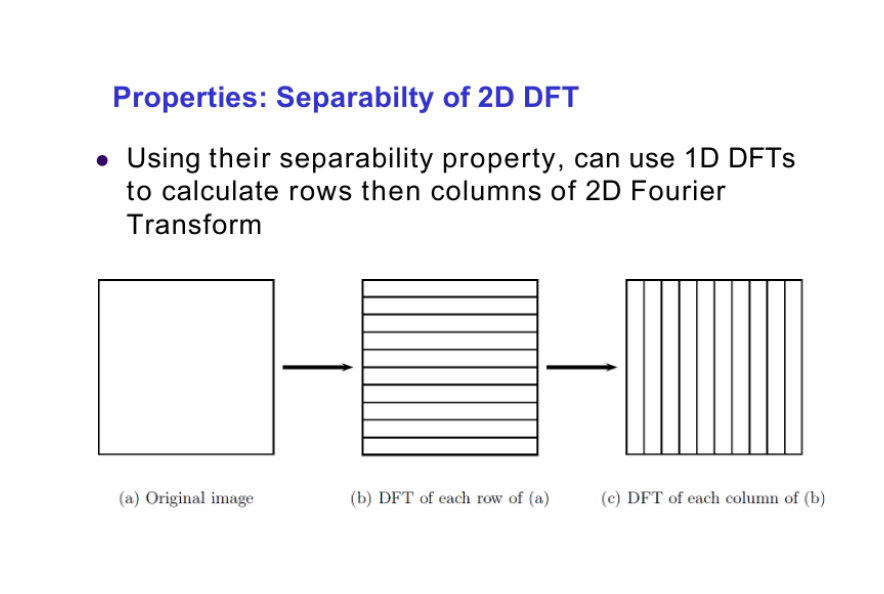 Properties: Separabilty of 2D DFT
● Using their separability property, can use 1D DFTs
to calculate rows then columns of 2D Fourier
Transform
(a) Original image
(b) DFT of each row of (a)
(c) DFT of each column of (b)